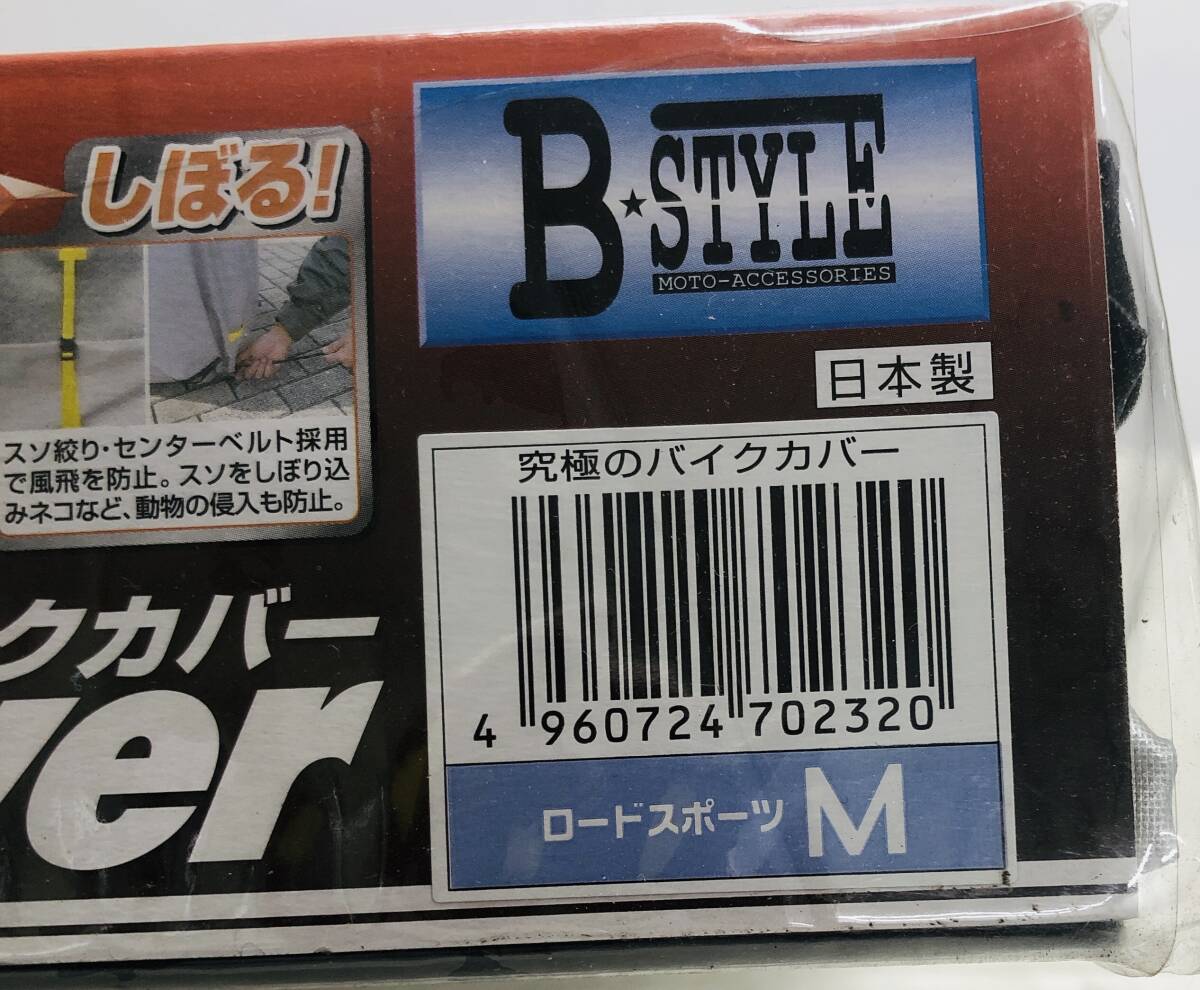 しぼる!
スソ絞り・センターベルト採用
で風飛を防止。スソをしぼり込
みネコなど、動物の侵入も防止。
クカバー
ver
B★STYLE
MOTO-ACCESSORIES
日本製
究極のバイクカバー
4 960724 702320
ロードスポーツ M